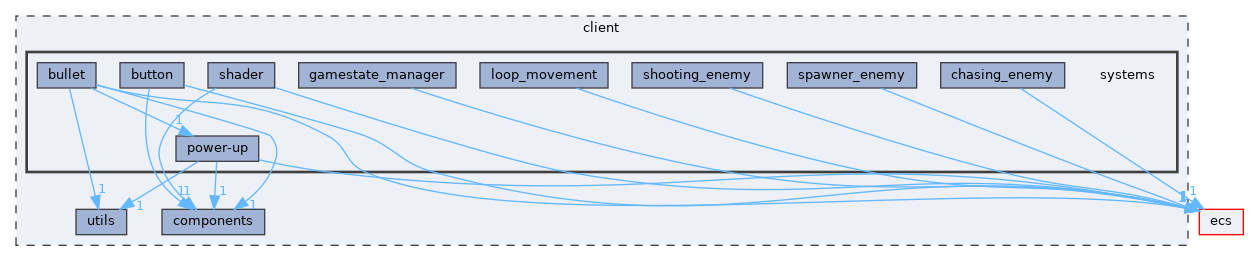 client
bullet
button
shader
gamestate_manager
loop_movement
shooting_enemy
spawner_enemy
chasing_enemy
systems
1
power-up
1
1 1
1
1
1
1
utils
components
ecs